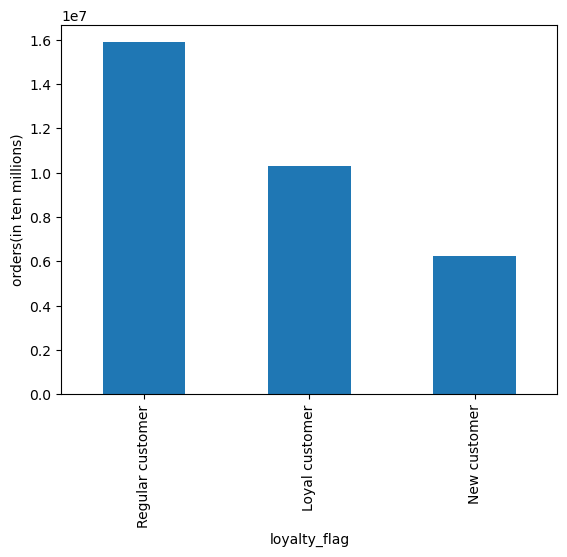 1e7
1.6
1.4
1.2
1.0
0.8
0.6
0.4
0.2
0.0
orders(in ten millions)
Regular customer
Loyal customer
New customer
loyalty_flag